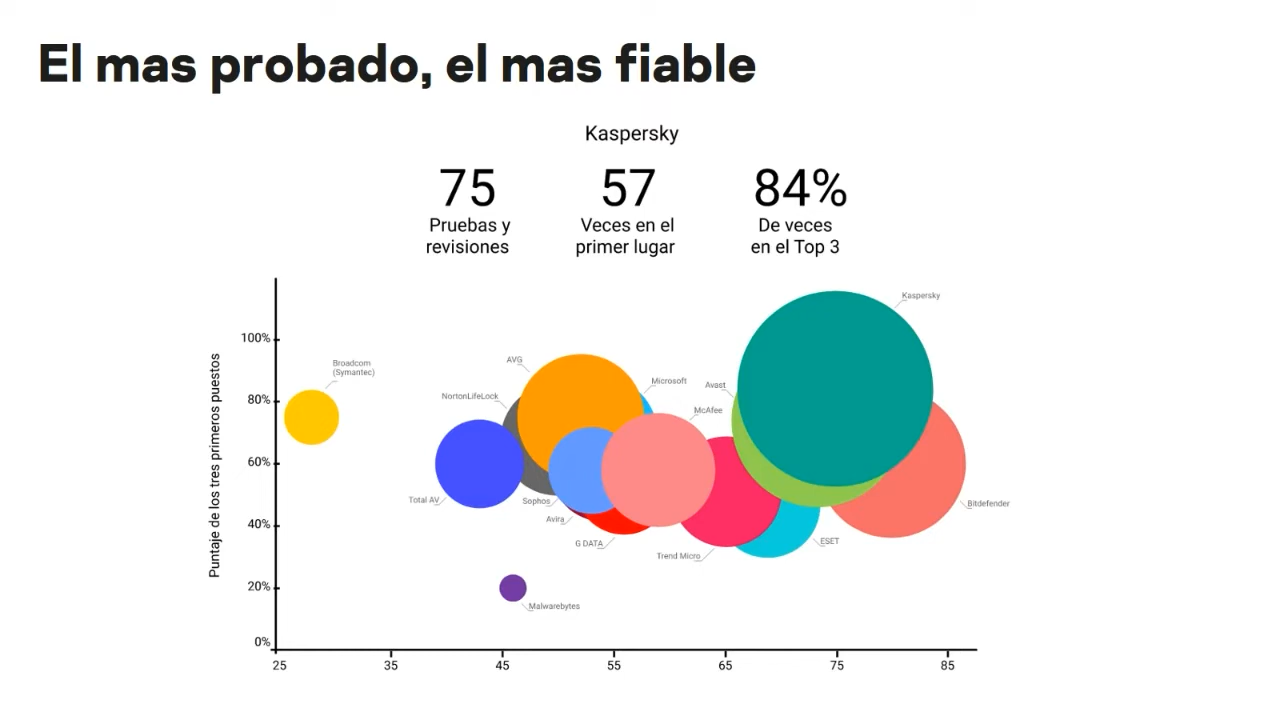 El mas probado, el mas fiable
Kaspersky
75
Pruebas y
revisiones
57
Veces en el
primer lugar
84%
De veces
en el Top 3
Puntaje de los tres primeros puestos
100%
80%
60%
40%
20%
0%
25
35
45
55
65
75
85
Broadcom
(Symantec)
AVG
NortonLifeLock
Microsoft
McAfee
Avast
Kaspersky
Total AV
Sophos
Avira
G DATA
Trend Micro
ESET
Bitdefender
Malwarebytes